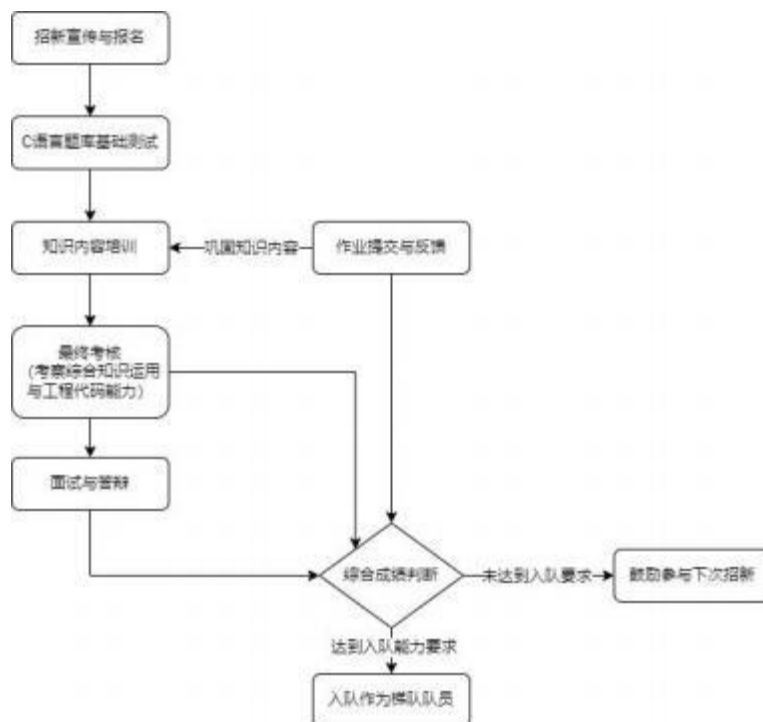 招新宣传与报名
C语言题库基础测试
知识内容培训
巩固知识内容
作业提交与反馈
最终考核
(考察综合知识运用
与工程代码能力)
面试与答辩
综合成绩判断
未达到入队要求
鼓励参与下次招新
达到入队能力要求
入队作为梯队队员